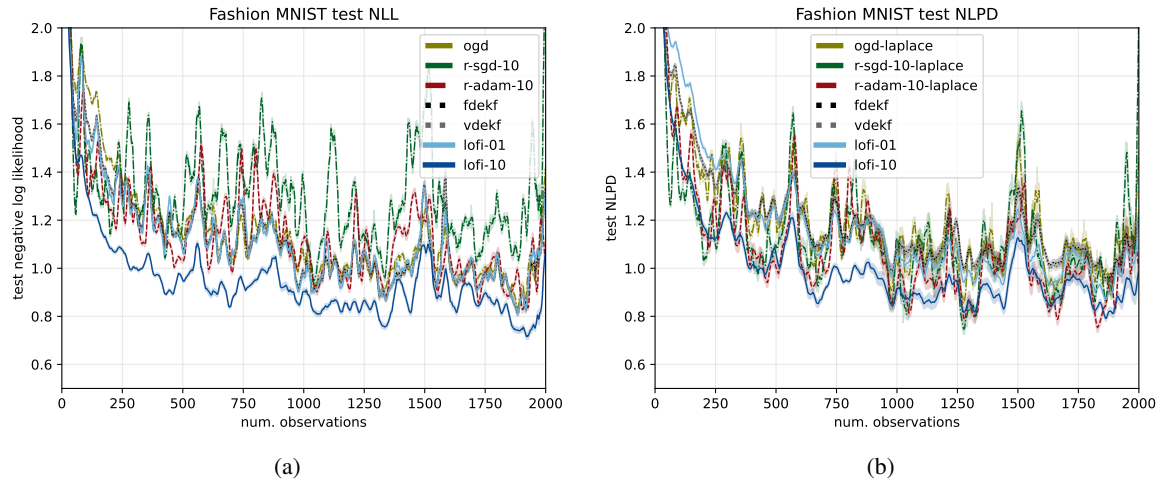 Fashion MNIST test NLL
2.0
1.8
1.6
1.4
1.2
1.0
0.8
0.6
test negative log likelihood
ogd
r-sgd-10
r-adam-10
fdekf
vdekf
lofi-01
lofi-10
0 250 500 750 1000 1250 1500 1750 2000
num. observations
(a)
Fashion MNIST test NLPD
2.0
1.8
1.6
1.4
1.2
1.0
0.8
0.6
test NLPD
ogd-laplace
r-sgd-10-laplace
r-adam-10-laplace
fdekf
vdekf
lofi-01
lofi-10
0 250 500 750 1000 1250 1500 1750 2000
num. observations
(b)